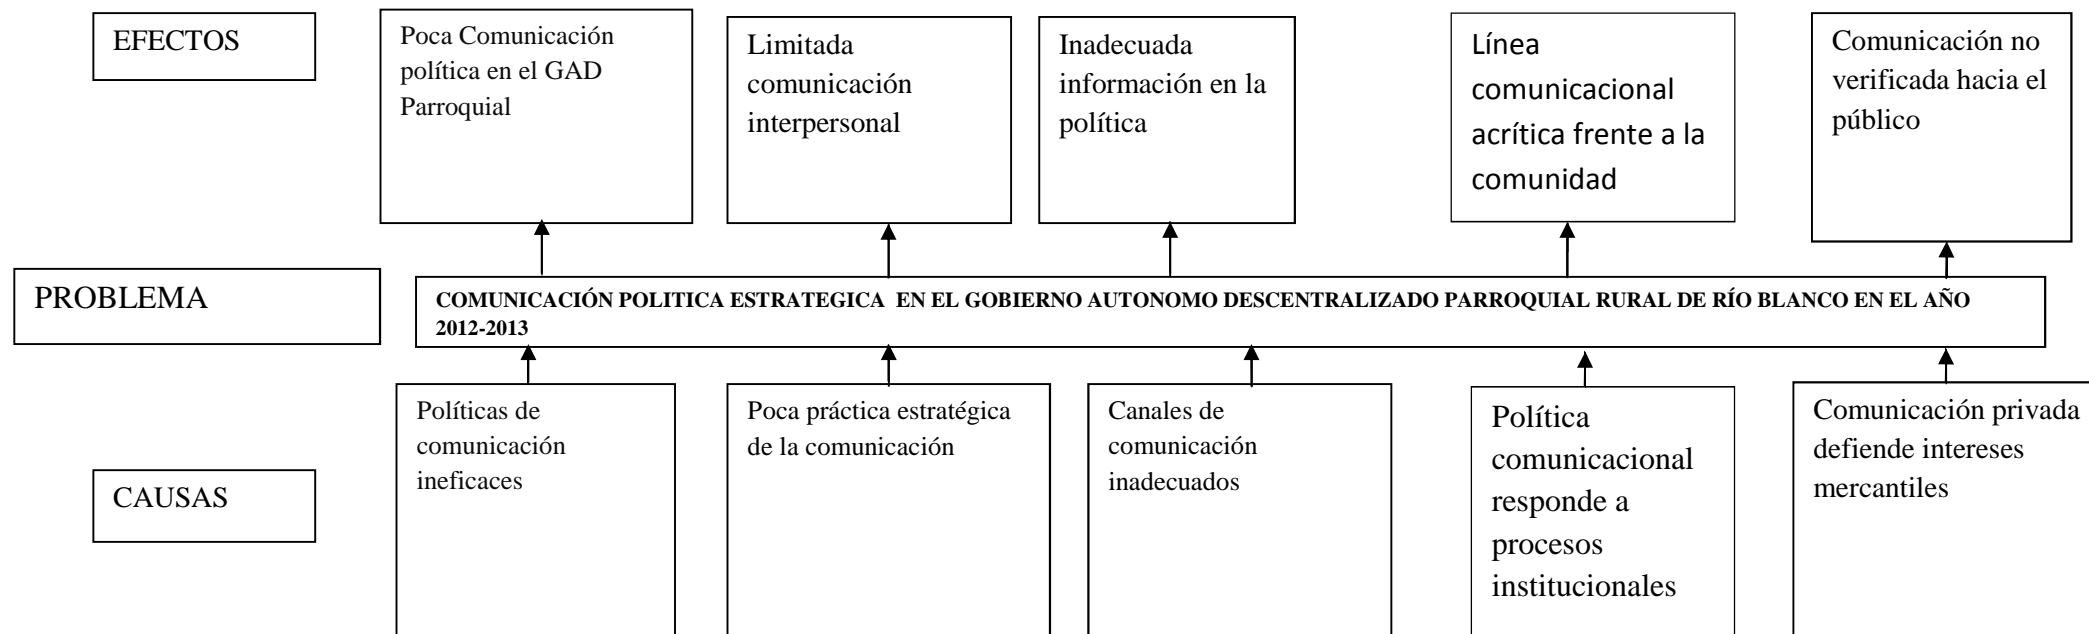 EFECTOS
Poca Comunicación
política en el GAD
Parroquial
Limitada
comunicación
interpersonal
Inadecuada
información en la
política
Línea
comunicacional
acrítica frente a la
comunidad
Comunicación no
verificada hacia el
público
PROBLEMA
COMUNICACIÓN POLITICA ESTRATEGICA EN EL GOBIERNO AUTONOMO DESCENTRALIZADO PARROQUIAL RURAL DE RÍO BLANCO EN EL AÑO
2012-2013
CAUSAS
Políticas de
comunicación
ineficaces
Poca práctica estratégica
de la comunicación
Canales de
comunicación
inadecuados
Política
comunicacional
responde a
procesos
institucionales
Comunicación privada
defiende intereses
mercantiles